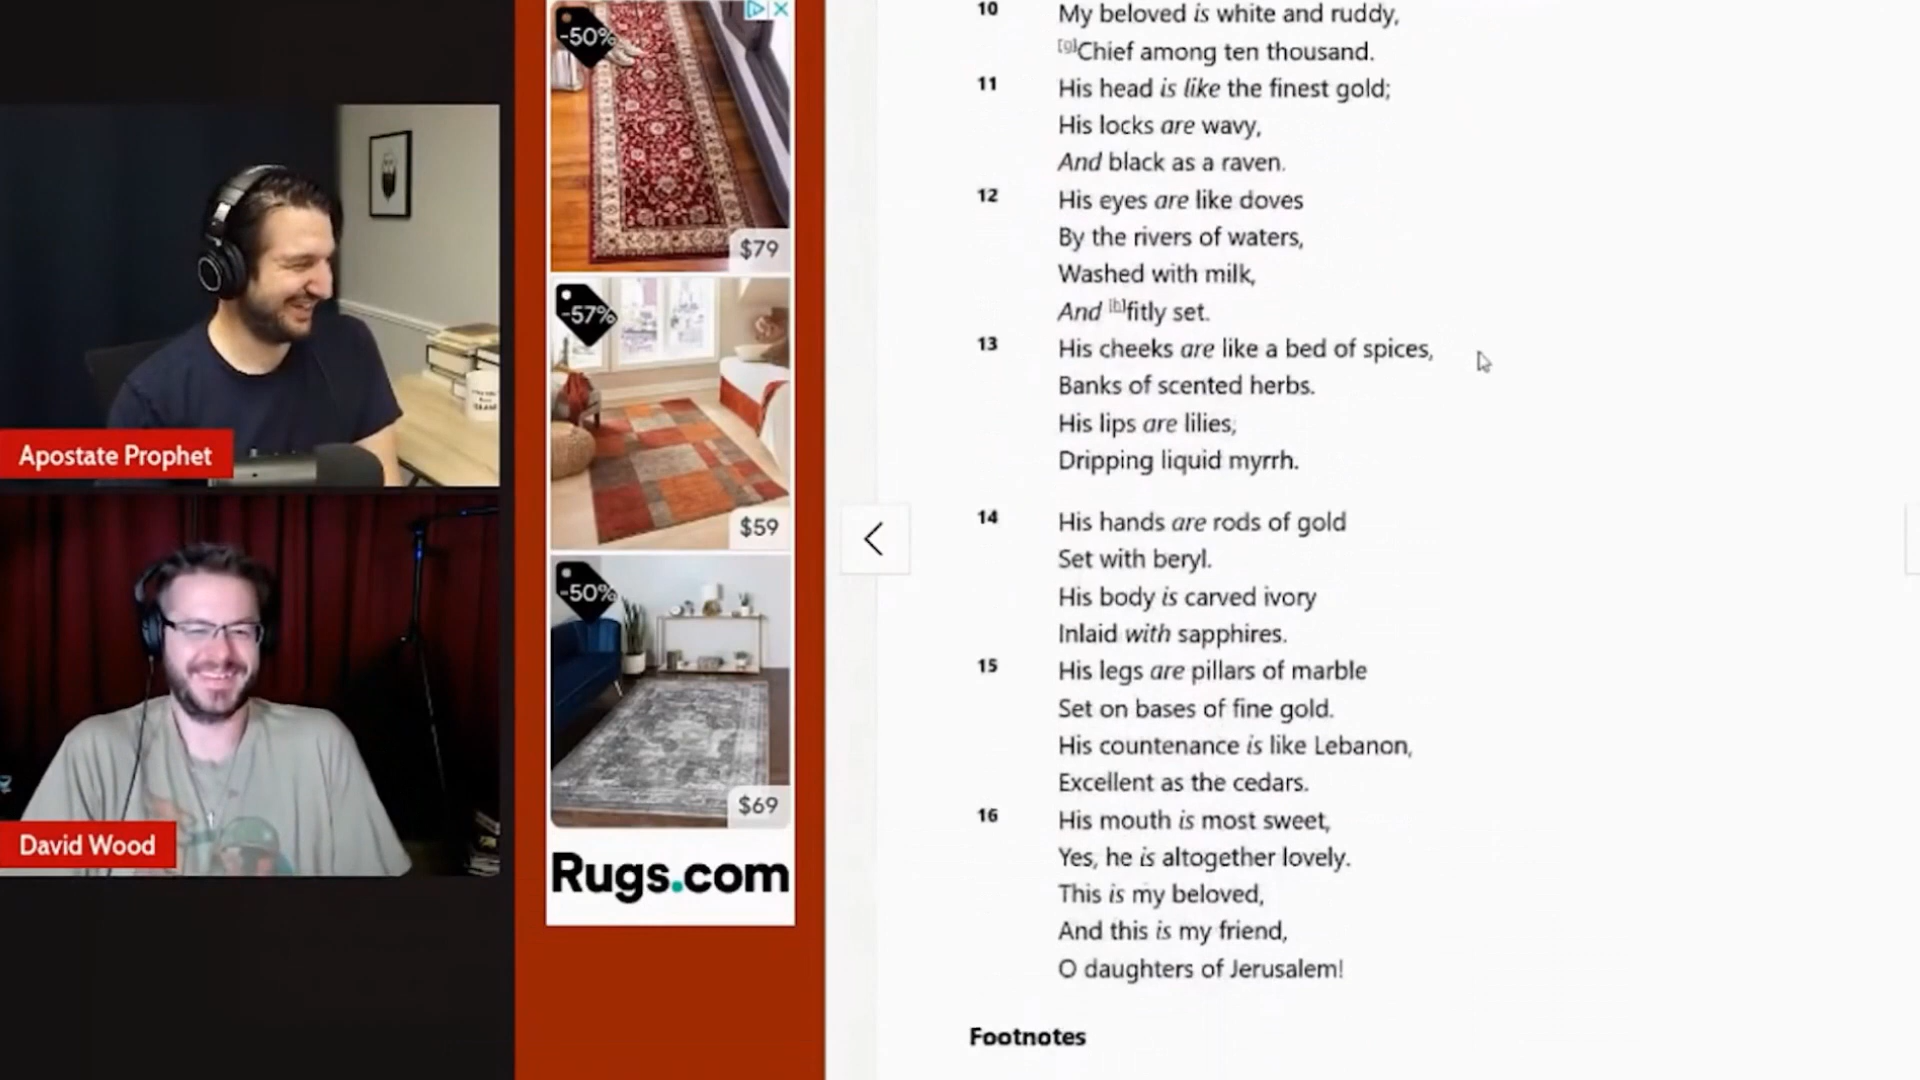 Apostate Prophet
David Wood
-50%
$79
-57%
$59
-50%
$69
Rugs.com
10 My beloved is white and ruddy,
[g]Chief among ten thousand.
11 His head is like the finest gold;
His locks are wavy,
And black as a raven.
12 His eyes are like doves
By the rivers of waters,
Washed with milk,
And [h]fitly set.
13 His cheeks are like a bed of spices,
Banks of scented herbs.
His lips are lilies,
Dripping liquid myrrh.
14 His hands are rods of gold
Set with beryl.
His body is carved ivory
Inlaid with sapphires.
15 His legs are pillars of marble
Set on bases of fine gold.
His countenance is like Lebanon,
Excellent as the cedars.
16 His mouth is most sweet,
Yes, he is altogether lovely.
This is my beloved,
And this is my friend,
O daughters of Jerusalem!
Footnotes